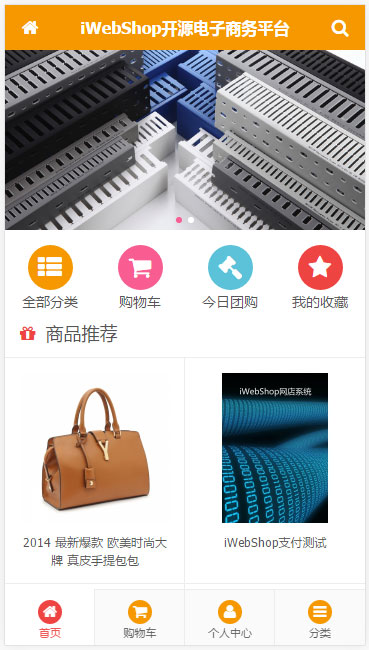 iWebShop开源电子商务平台
全部分类 购物车 今日团购 我的收藏
商品推荐
iWebShop网店系统
2014 最新爆款 欧美时尚大
牌 真皮手提包包
iWebShop支付测试
首页 购物车 个人中心 分类